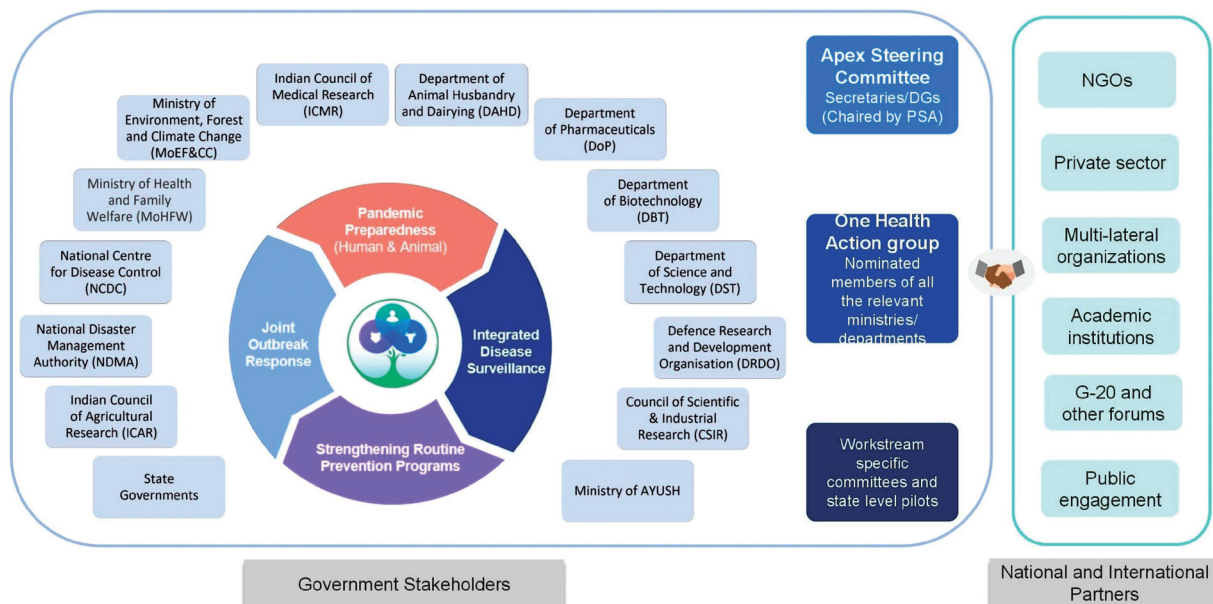 Indian Council of
Medical Research
(ICMR)
Department of
Animal Husbandry
and Dairying (DAHD)
Ministry of
Environment, Forest
and Climate Change
(MoEF&CC)
Department
of Pharmaceuticals
(DoP)
Ministry of Health
and Family
Welfare (MoHFW)
Department
of Biotechnology
(DBT)
National Centre
for Disease Control
(NCDC)
Department
of Science and
Technology (DST)
National Disaster
Management
Authority (NDMA)
Defence Research
and Development
Organisation (DRDO)
Indian Council
of Agricultural
Research (ICAR)
Council of Scientific
& Industrial
Research (CSIR)
State
Governments
Ministry of AYUSH
Pandemic
Preparedness
(Human & Animal)
Joint
Outbreak
Response
Integrated
Disease
Surveillance
Strengthening Routine
Prevention Programs
Apex Steering
Committee
Secretaries/DGs
(Chaired by PSA)
One Health
Action group
Nominated
members of all
the relevant
ministries/
departments
Workstream
specific
committees and
state level pilots
NGOs
Private sector
Multi-lateral
organizations
Academic
institutions
G-20 and
other forums
Public
engagement
Government Stakeholders
National and International
Partners